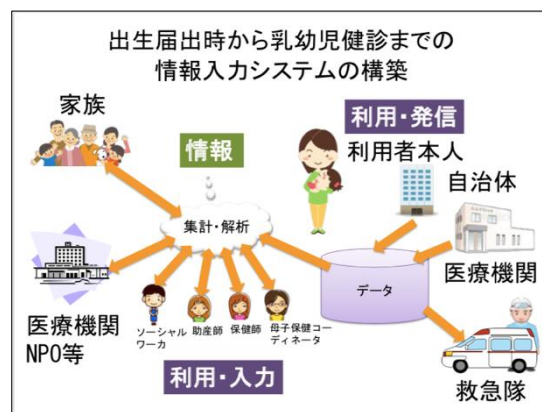 出生届出時から乳幼児健診までの
情報入力システムの構築
家族
利用・発信
情報
利用者本人
自治体
集計・解析
医療機関
NPO等
データ
医療機関
ソーシャル
ワーカ
助産師
保健師
母子保健コー
ディネータ
利用・入力
救急隊